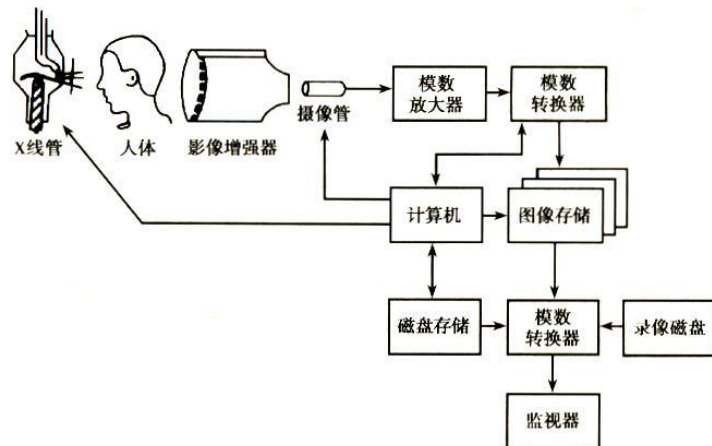 模数
放大器
模数
转换器
摄像管
X线管
人体
影像增强器
计算机
图像存储
磁盘存储
模数
转换器
录像磁盘
监视器